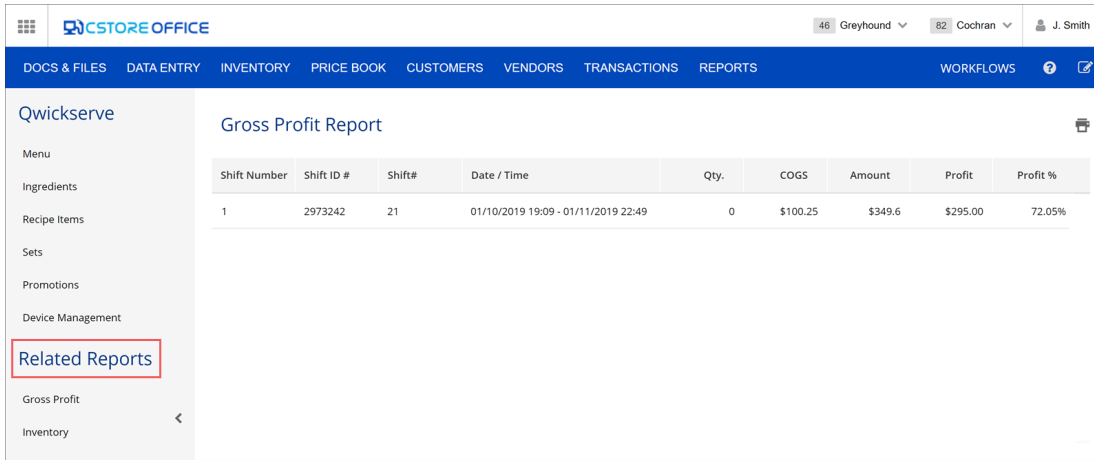 CSTOREOFFICE
46 Greyhound 82 Cochran J. Smith
DOCS & FILES DATA ENTRY INVENTORY PRICE BOOK CUSTOMERS VENDORS TRANSACTIONS REPORTS WORKFLOWS ?
Qwickserve
Menu
Ingredients
Recipe Items
Sets
Promotions
Device Management
Related Reports
Gross Profit
Inventory
Gross Profit Report
Shift Number Shift ID # Shift# Date / Time Qty. COGS Amount Profit Profit %
1 2973242 21 01/10/2019 19:09 - 01/11/2019 22:49 0 $100.25 $349.6 $295.00 72.05%